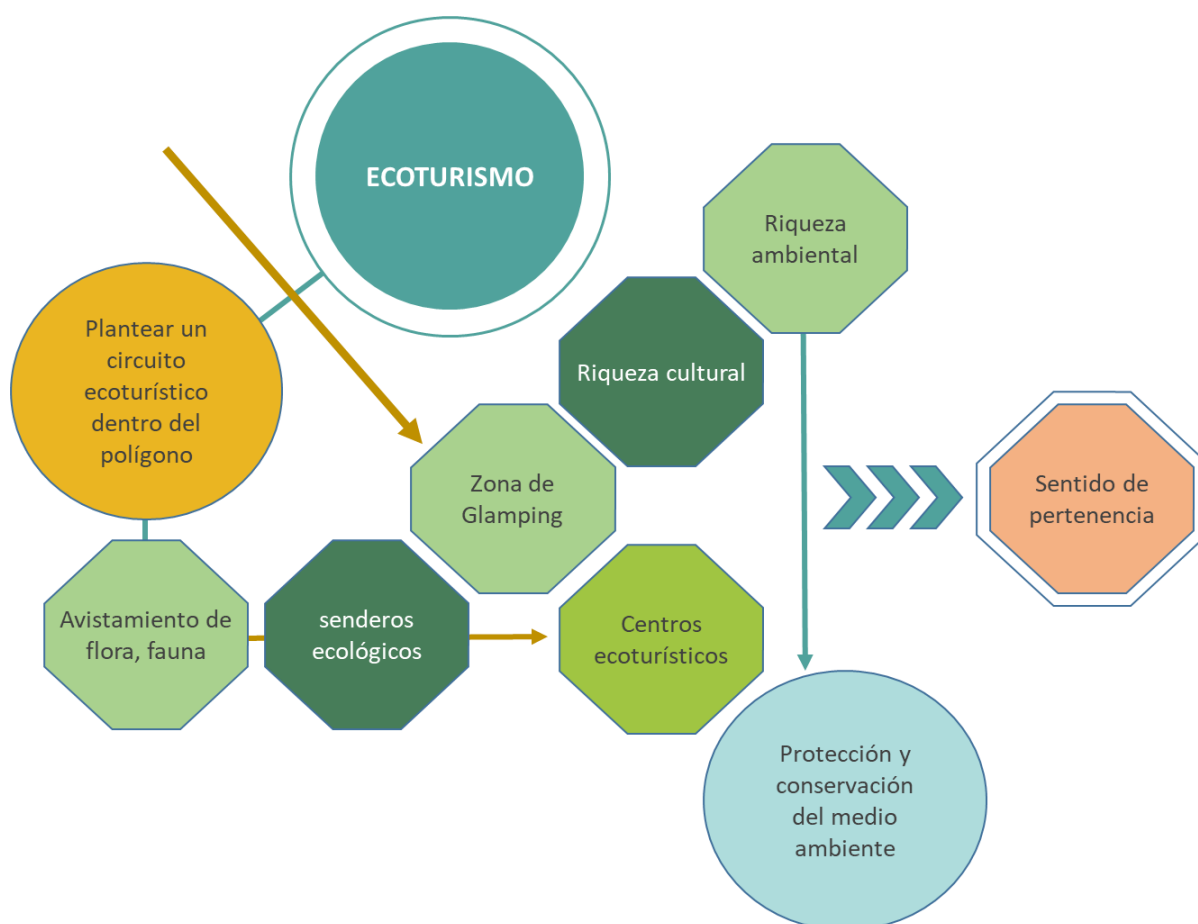 ECOTURISMO
Riqueza
ambiental
Plantear un
circuito
ecoturístico
dentro del
polígono
Riqueza cultural
Zona de
Glamping
Sentido de
pertenencia
Avistamiento de
flora, fauna
senderos
ecológicos
Centros
ecoturísticos
Protección y
conservación
del medio
ambiente